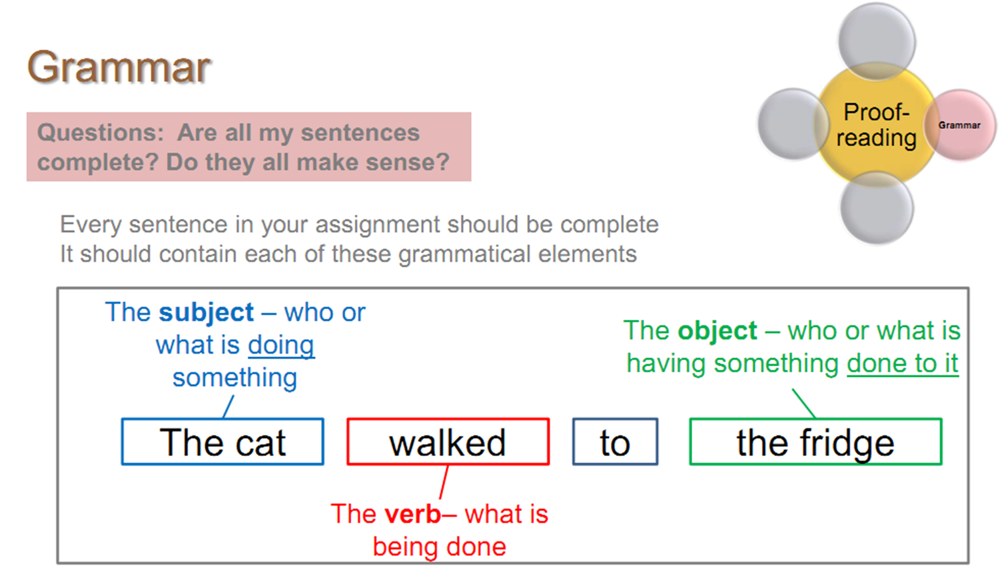 Grammar
Proof-
reading
Grammar
Questions:  Are all my sentences
complete? Do they all make sense?
Every sentence in your assignment should be complete
It should contain each of these grammatical elements
The subject – who or
what is doing
something
The object – who or what is
having something done to it
The cat walked to the fridge
The verb– what is
being done